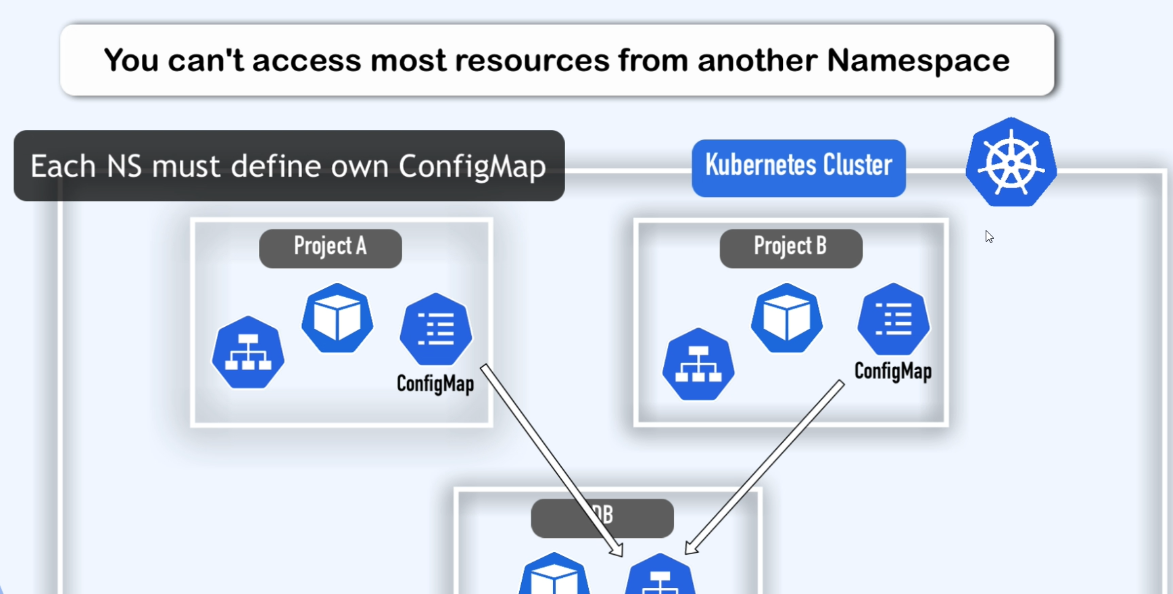 You can't access most resources from another Namespace
Each NS must define own ConfigMap
Kubernetes Cluster
Project A
Project B
ConfigMap
ConfigMap
DB